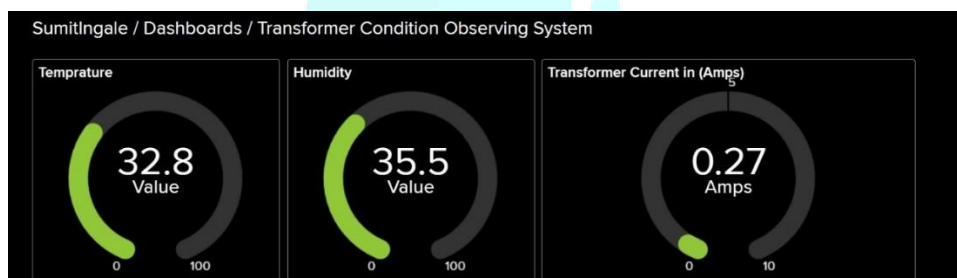 SumitIngale / Dashboards / Transformer Condition Observing System
Temprature
Humidity
Transformer Current in (Amps)
5
32.8
Value
35.5
Value
0.27
Amps
0 100
0 100
0 10